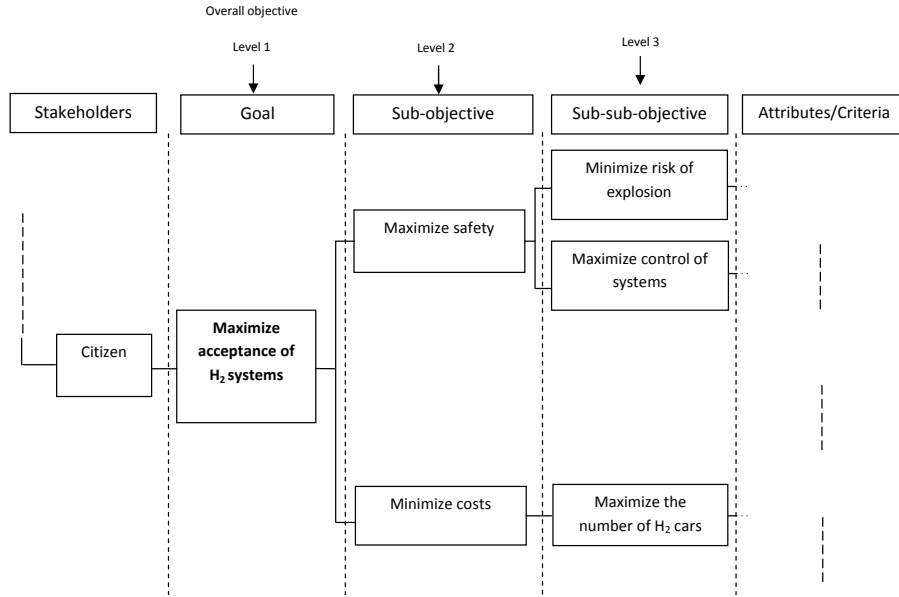 Overall objective
Level 1
Level 2
Level 3
Stakeholders
Goal
Sub-objective
Sub-sub-objective
Attributes/Criteria
Minimize risk of
explosion
Maximize safety
Maximize control of
systems
Citizen
Maximize
acceptance of
H₂ systems
Minimize costs
Maximize the
number of H₂ cars